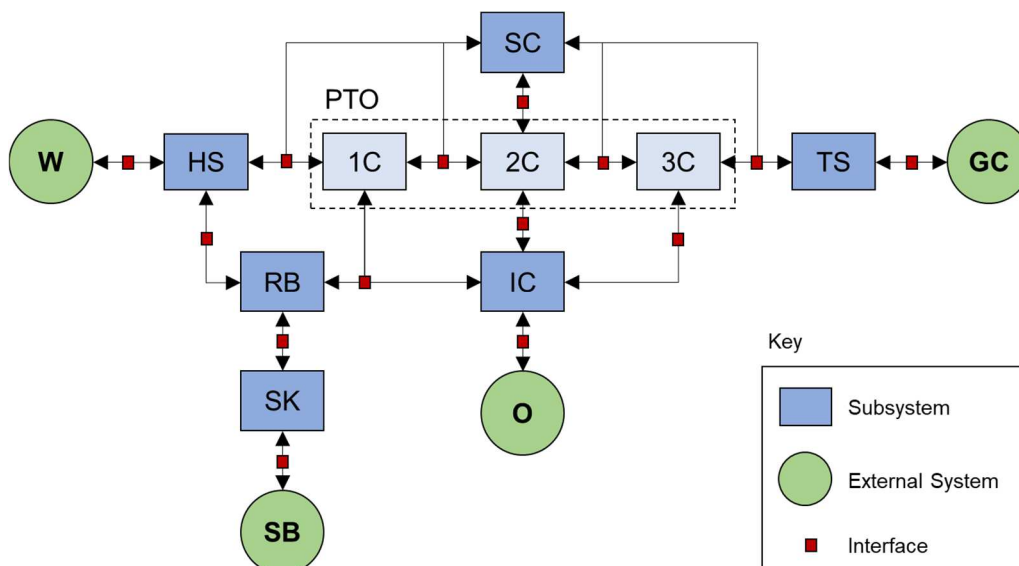 SC
PTO
W
HS
1C
2C
3C
TS
GC
RB
IC
SK
O
SB
Key
Subsystem
External System
Interface